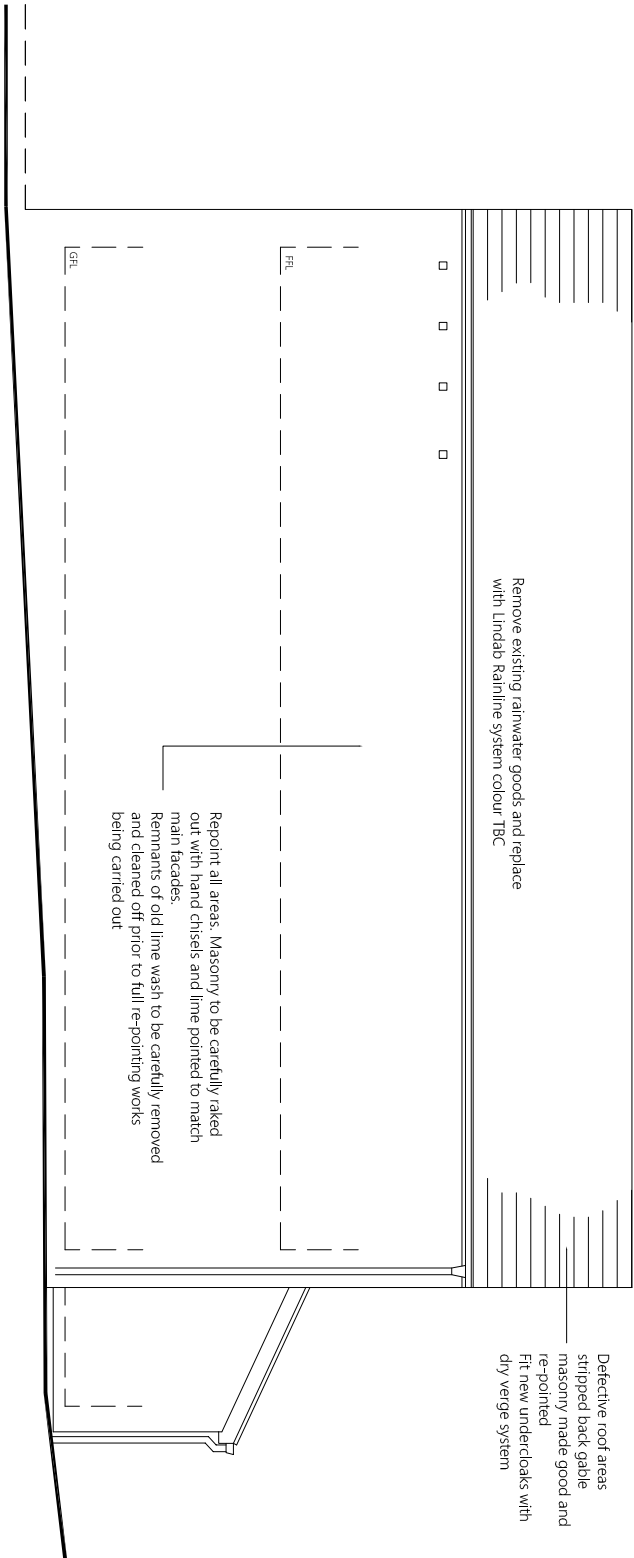 Defective roof areas
stripped back gable
masonry made good and
re-pointed
Fit new undercloaks with
dry verge system
Remove existing rainwater goods and replace
with Lindab Rainline system colour TBC
FFL
Repoint all areas. Masonry to be carefully raked
out with hand chisels and lime pointed to match
main facades.
Remnants of old lime wash to be carefully removed
and cleaned off prior to full re-pointing works
being carried out
GFL